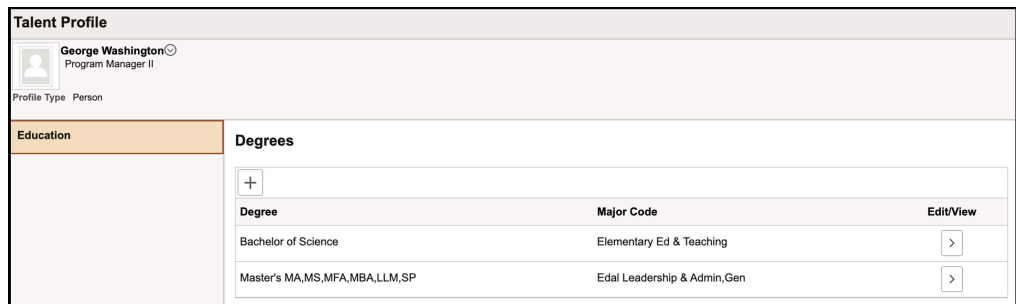 Talent Profile
George Washington
Program Manager II
Profile Type Person
Education
Degrees
Degree Major Code Edit/View
Bachelor of Science Elementary Ed & Teaching
Master's MA,MS,MFA,MBA,LLM,SP Edal Leadership & Admin,Gen